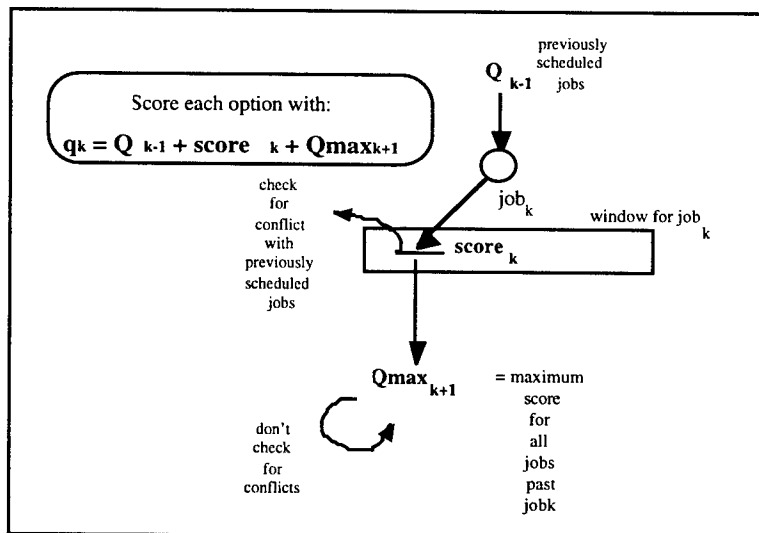 Score each option with:
qk = Q k-1 + score k + Qmaxk+1
Q k-1
previously
scheduled
jobs
job k
check
for
conflict
with
previously
scheduled
jobs
window for job k
score k
Qmax k+1
= maximum
score
for
all
jobs
past
jobk
don't
check
for
conflicts